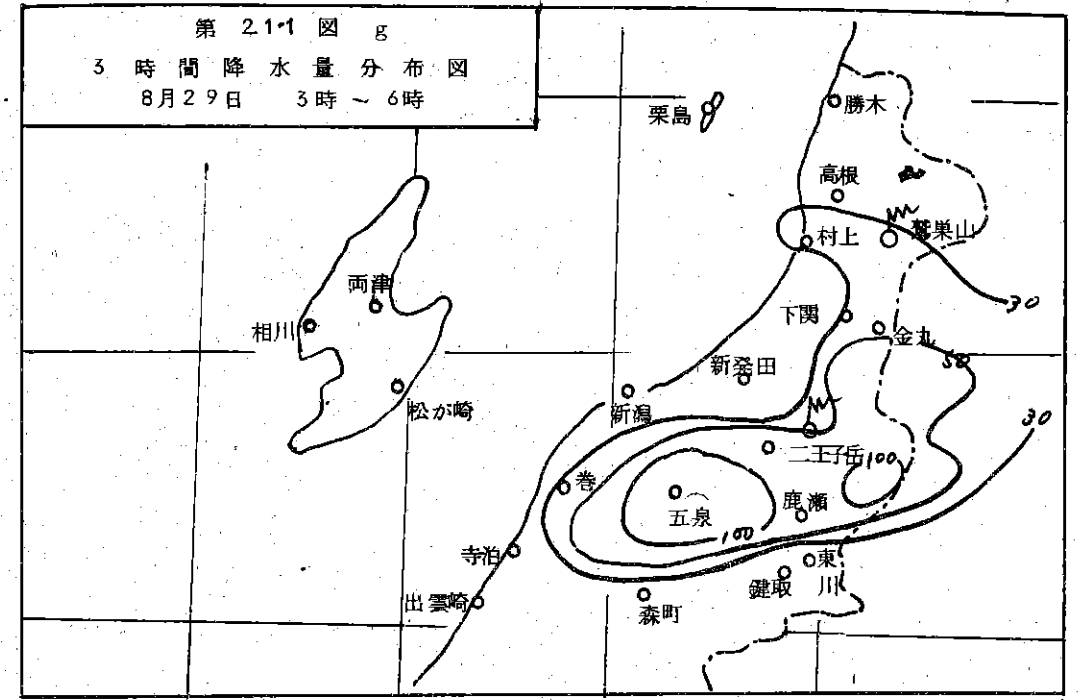 第 21・1 図 g
3 時 間 降 水 量 分 布 図
8月29日 3時 ~ 6時
粟島
勝木
高根
鷲巣山
村上
30
両津
下関
相川
金丸
50
新発田
松が崎
新潟
30
二王子岳
100
巻
五泉
鹿瀬
100
寺泊
東川
鍵取
出雲崎
森町